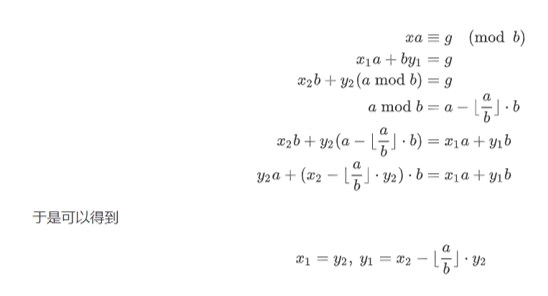 xa ≡ g (mod b)
x₁a + by₁ = g
x₂b + y₂(a mod b) = g
a mod b = a − ⌊a/b⌋ · b
x₂b + y₂(a − ⌊a/b⌋ · b) = x₁a + y₁b
y₂a + (x₂ − ⌊a/b⌋ · y₂) · b = x₁a + y₁b
于是可以得到
x₁ = y₂, y₁ = x₂ − ⌊a/b⌋ · y₂